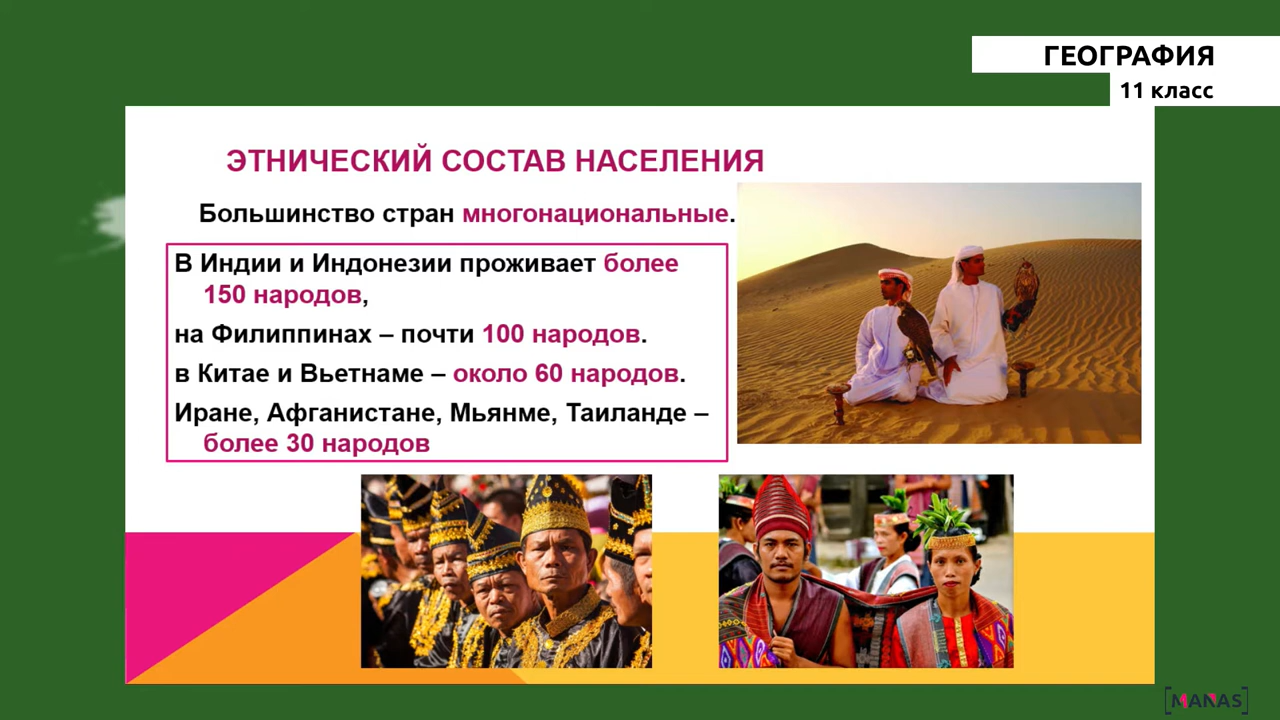 ГЕОГРАФИЯ
11 класс
ЭТНИЧЕСКИЙ СОСТАВ НАСЕЛЕНИЯ
Большинство стран многонациональные.
В Индии и Индонезии проживает более
150 народов,
на Филиппинах – почти 100 народов.
в Китае и Вьетнаме – около 60 народов.
Иране, Афганистане, Мьянме, Таиланде –
более 30 народов
[MANAS]